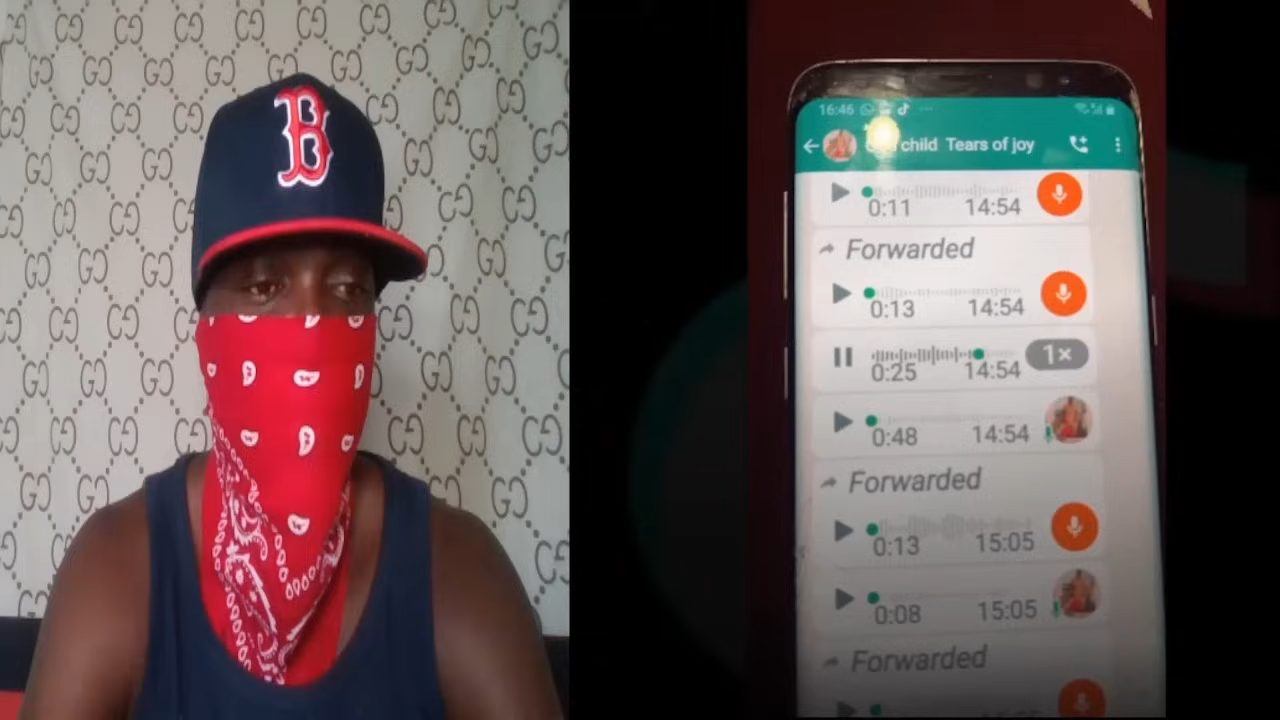 B
16:46
child Tears of joy
0:11 14:54
Forwarded
0:13 14:54
1×
0:25 14:54
0:48 14:54
Forwarded
0:13 15:05
0:08 15:05
Forwarded